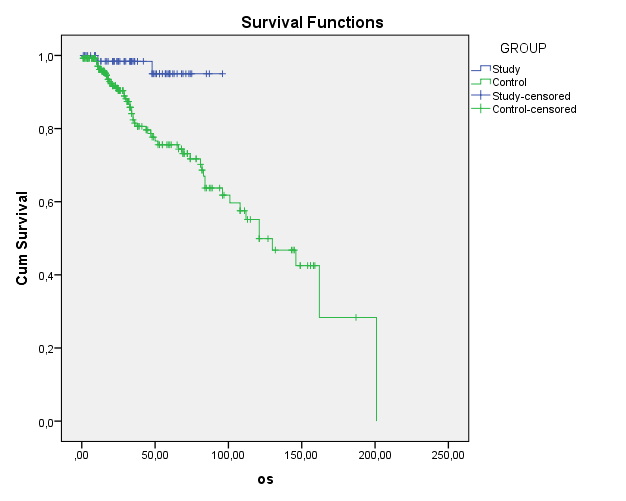 Survival Functions
GROUP
Study
Control
Study-censored
Control-censored
1,0
0,8
0,6
0,4
0,2
0,0
Cum Survival
,00 50,00 100,00 150,00 200,00 250,00
os